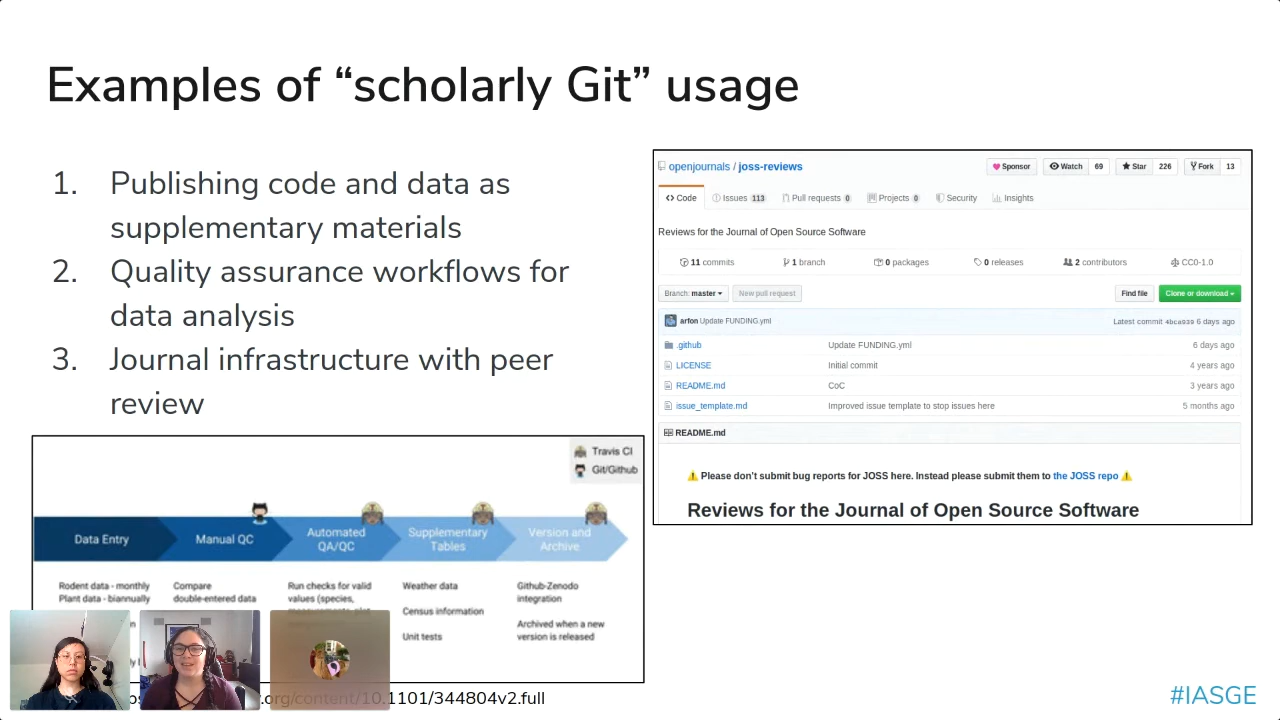 Examples of “scholarly Git” usage
1. Publishing code and data as
supplementary materials
2. Quality assurance workflows for
data analysis
3. Journal infrastructure with peer
review
openjournals / joss-reviews
Sponsor Watch 69 Star 226 Fork 13
Code Issues 113 Pull requests 0 Projects 0 Security Insights
Reviews for the Journal of Open Source Software
11 commits 1 branch 0 packages 0 releases 2 contributors CC0-1.0
Branch: master New pull request Find file Clone or download
arfon Update FUNDING.yml Latest commit 4bca939 6 days ago
.github Update FUNDING.yml 6 days ago
LICENSE Initial commit 4 years ago
README.md CoC 3 years ago
issue_template.md Improved issue template to stop issues here 5 months ago
README.md
Please don't submit bug reports for JOSS here. Instead please submit them to the JOSS repo
Reviews for the Journal of Open Source Software
Travis CI
Git/Github
Data Entry
Manual QC
Automated
QA/QC
Supplementary
Tables
Version and
Archive
Rodent data - monthly
Plant data - biannually
Compare
double-entered data
Run checks for valid
values (species,
Weather data
Census information
Unit tests
Github-Zenodo
integration
Archived when a new
version is released
.org/content/10.1101/344804v2.full
#IASGE